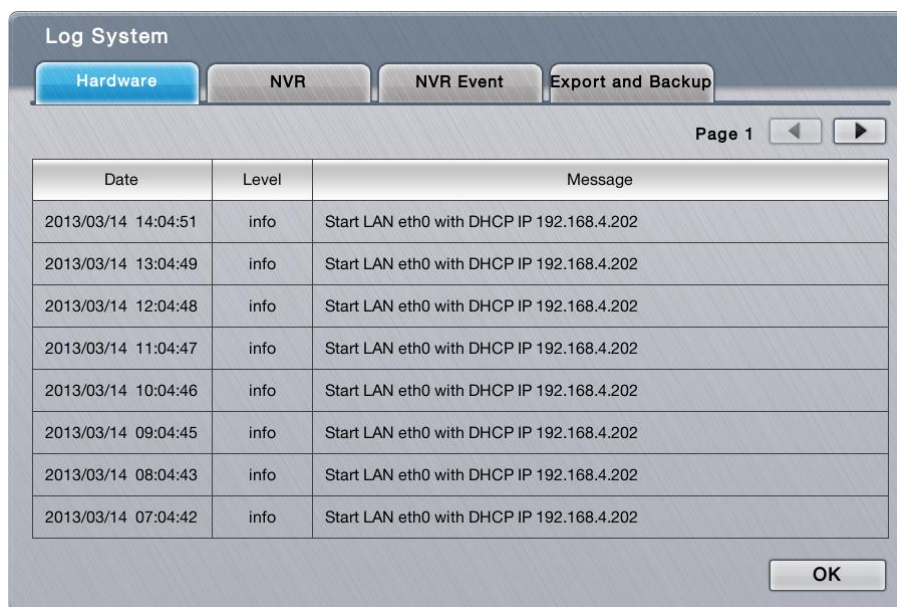 Log System
Hardware NVR NVR Event Export and Backup
Page 1
Date Level Message
2013/03/14 14:04:51 info Start LAN eth0 with DHCP IP 192.168.4.202
2013/03/14 13:04:49 info Start LAN eth0 with DHCP IP 192.168.4.202
2013/03/14 12:04:48 info Start LAN eth0 with DHCP IP 192.168.4.202
2013/03/14 11:04:47 info Start LAN eth0 with DHCP IP 192.168.4.202
2013/03/14 10:04:46 info Start LAN eth0 with DHCP IP 192.168.4.202
2013/03/14 09:04:45 info Start LAN eth0 with DHCP IP 192.168.4.202
2013/03/14 08:04:43 info Start LAN eth0 with DHCP IP 192.168.4.202
2013/03/14 07:04:42 info Start LAN eth0 with DHCP IP 192.168.4.202
OK